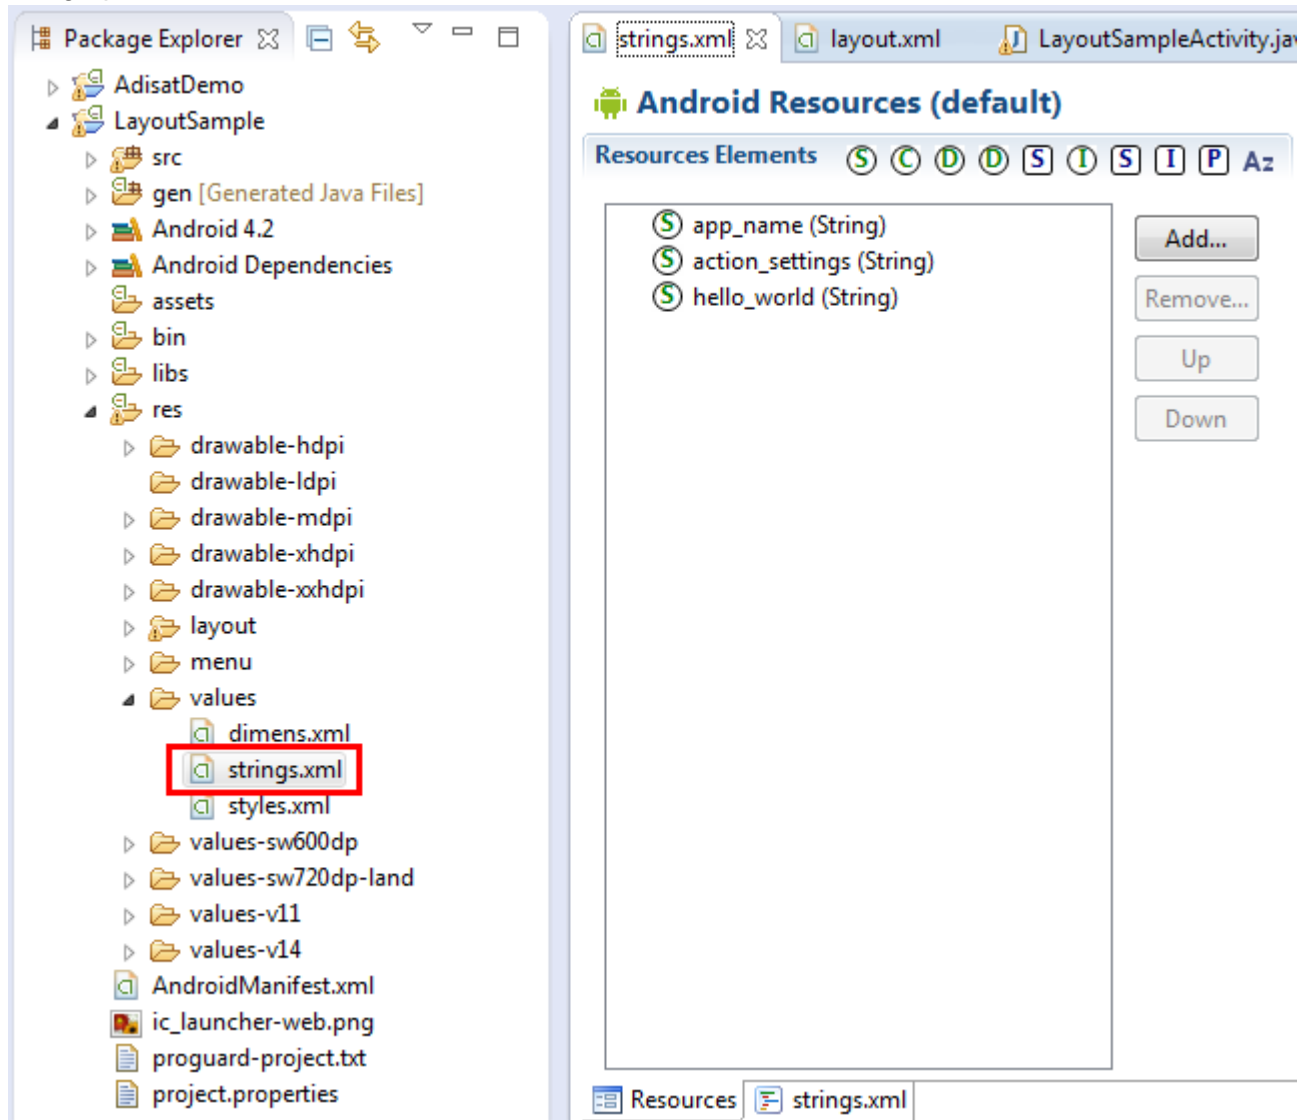 Package Explorer
AdisatDemo
LayoutSample
src
gen [Generated Java Files]
Android 4.2
Android Dependencies
assets
bin
libs
res
drawable-hdpi
drawable-ldpi
drawable-mdpi
drawable-xhdpi
drawable-xxhdpi
layout
menu
values
dimens.xml
strings.xml
styles.xml
values-sw600dp
values-sw720dp-land
values-v11
values-v14
AndroidManifest.xml
ic_launcher-web.png
proguard-project.txt
project.properties
strings.xml layout.xml LayoutSampleActivity.jav
Android Resources (default)
Resources Elements S C D D S I S I P Az
S app_name (String)
S action_settings (String)
S hello_world (String)
Add...
Remove...
Up
Down
Resources strings.xml